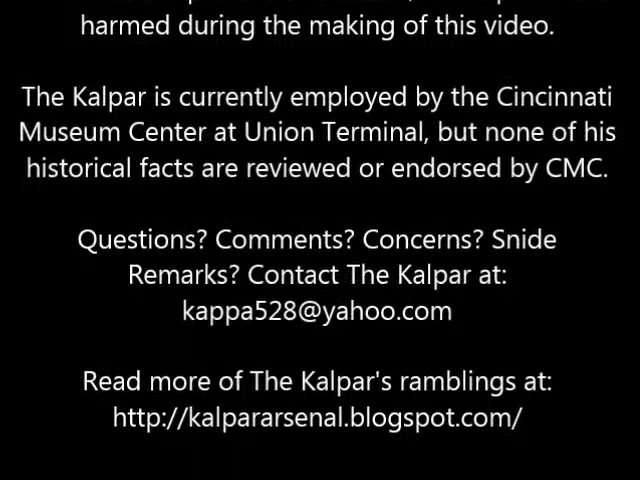 harmed during the making of this video.
The Kalpar is currently employed by the Cincinnati
Museum Center at Union Terminal, but none of his
historical facts are reviewed or endorsed by CMC.
Questions? Comments? Concerns? Snide
Remarks? Contact The Kalpar at:
kappa528@yahoo.com
Read more of The Kalpar's ramblings at:
http://kalpararsenal.blogspot.com/